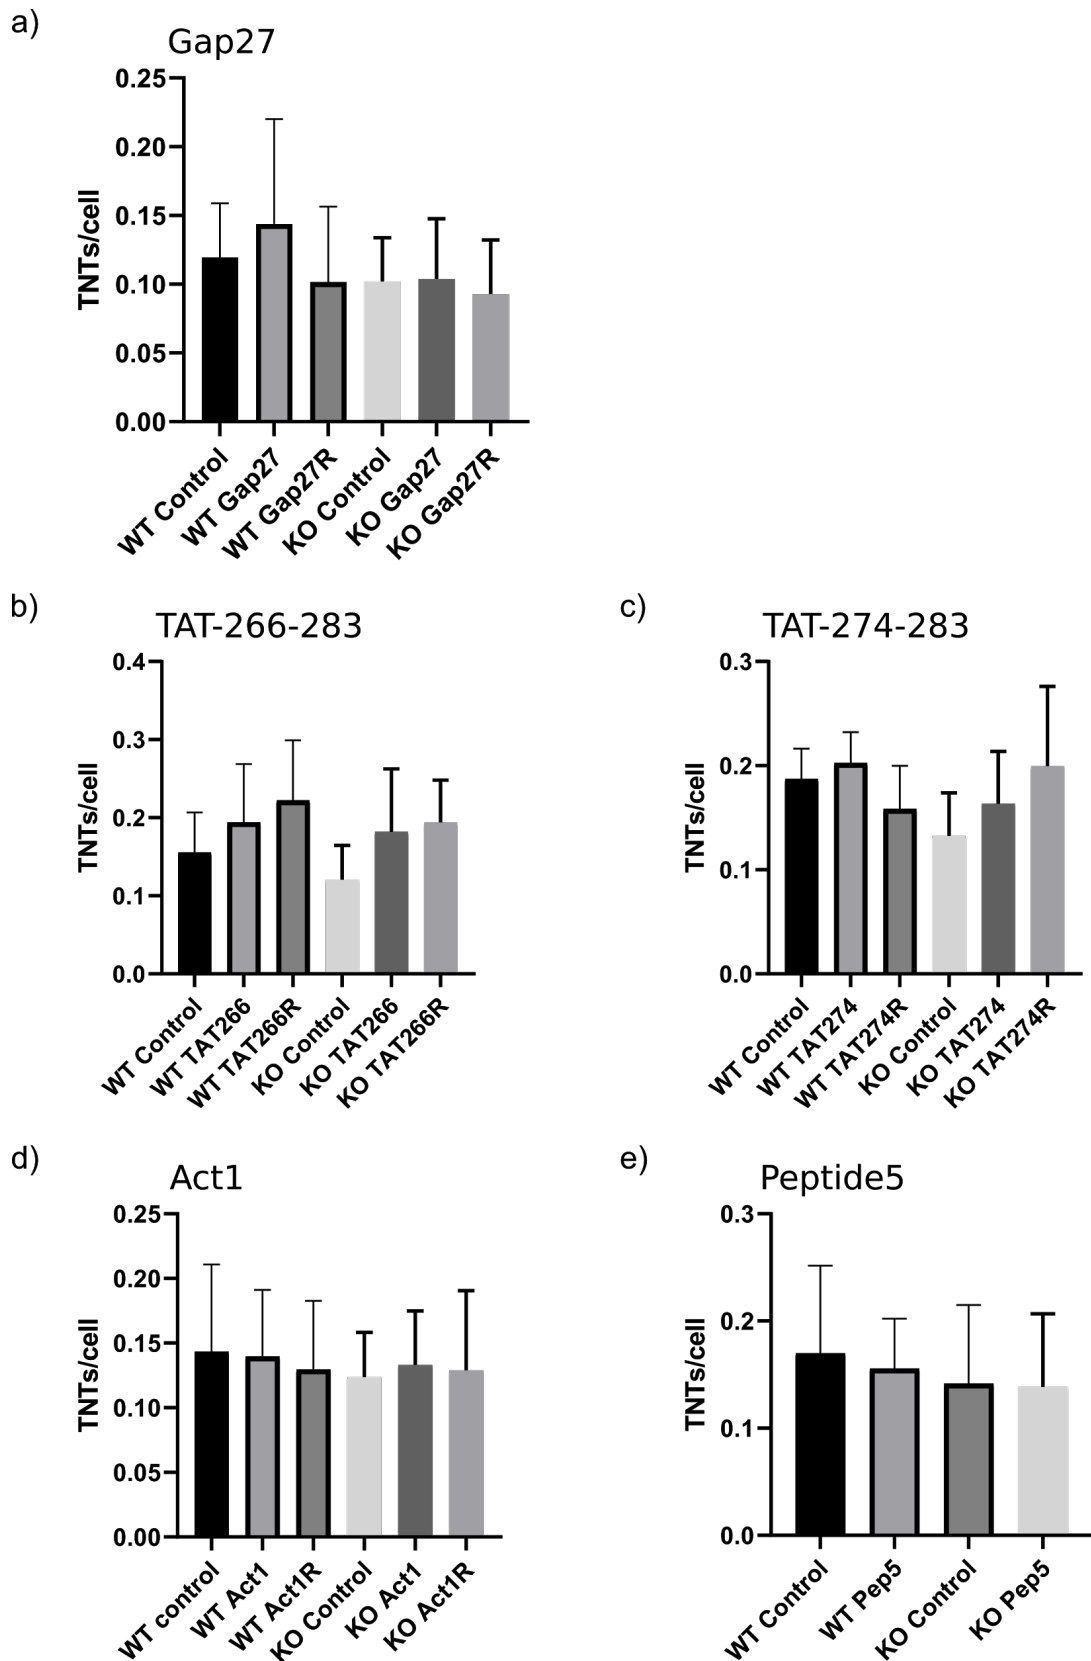 a)
Gap27
0.25
0.20
0.15
0.10
0.05
0.00
TNTs/cell
WT Control
WT Gap27
WT Gap27R
KO Control
KO Gap27
KO Gap27R
b)
TAT-266-283
0.4
0.3
0.2
0.1
0.0
TNTs/cell
WT Control
WT TAT266
WT TAT266R
KO Control
KO TAT266
KO TAT266R
c)
TAT-274-283
0.3
0.2
0.1
0.0
TNTs/cell
WT Control
WT TAT274
WT TAT274R
KO Control
KO TAT274
KO TAT274R
d)
Act1
0.25
0.20
0.15
0.10
0.05
0.00
TNTs/cell
WT control
WT Act1
WT Act1R
KO Control
KO Act1
KO Act1R
e)
Peptide5
0.3
0.2
0.1
0.0
TNTs/cell
WT Control
WT Pep5
KO Control
KO Pep5